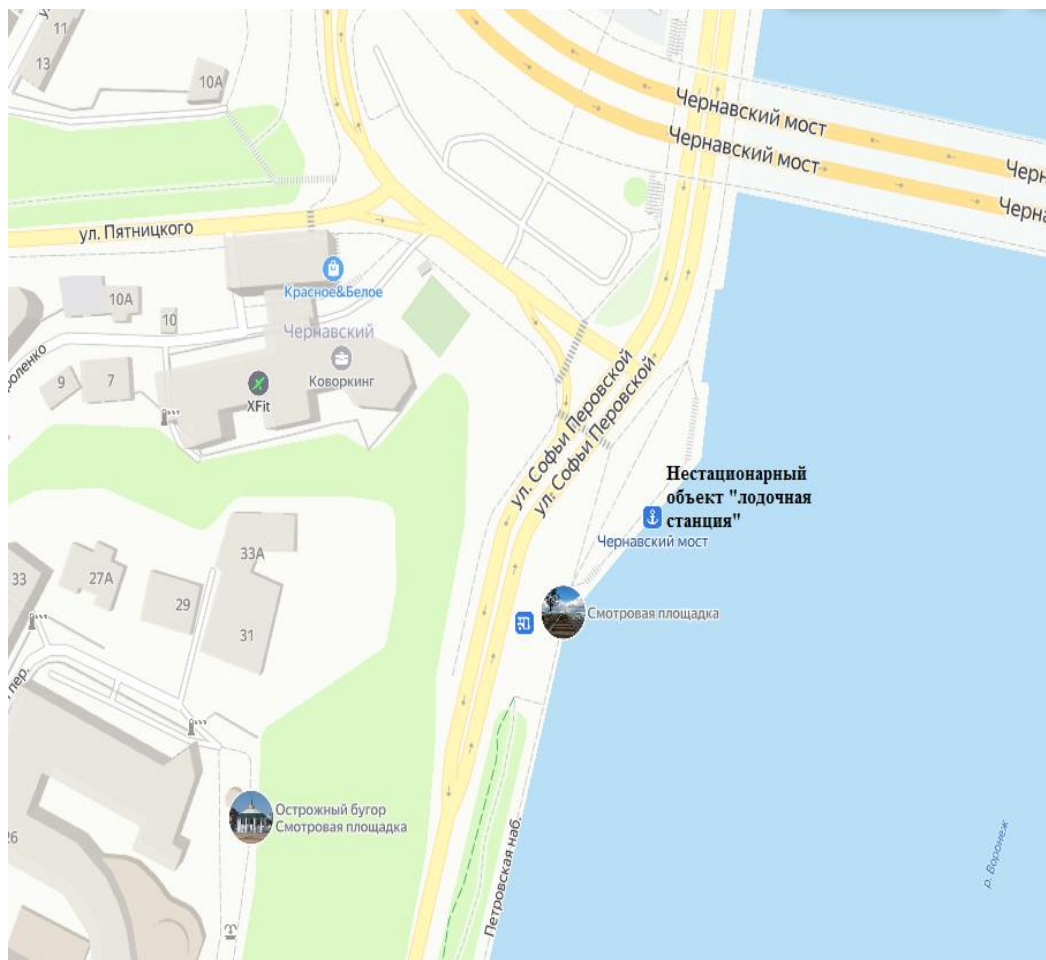 11
13
10А
Чернавский мост
Чернавский мост
Черн
Черна
ул. Пятницкого
Красное&Белое
10А
10
Чернавский
Коворкинг
роленко
9
7
XFit
ул. Софьи Перовской
ул. Софьи Перовской
Нестационарный
объект "лодочная
станция"
Чернавский мост
33А
33
27А
29
31
Смотровая площадка
пер.
Острожный бугор
Смотровая площадка
26
Петровская наб.
р. Воронеж